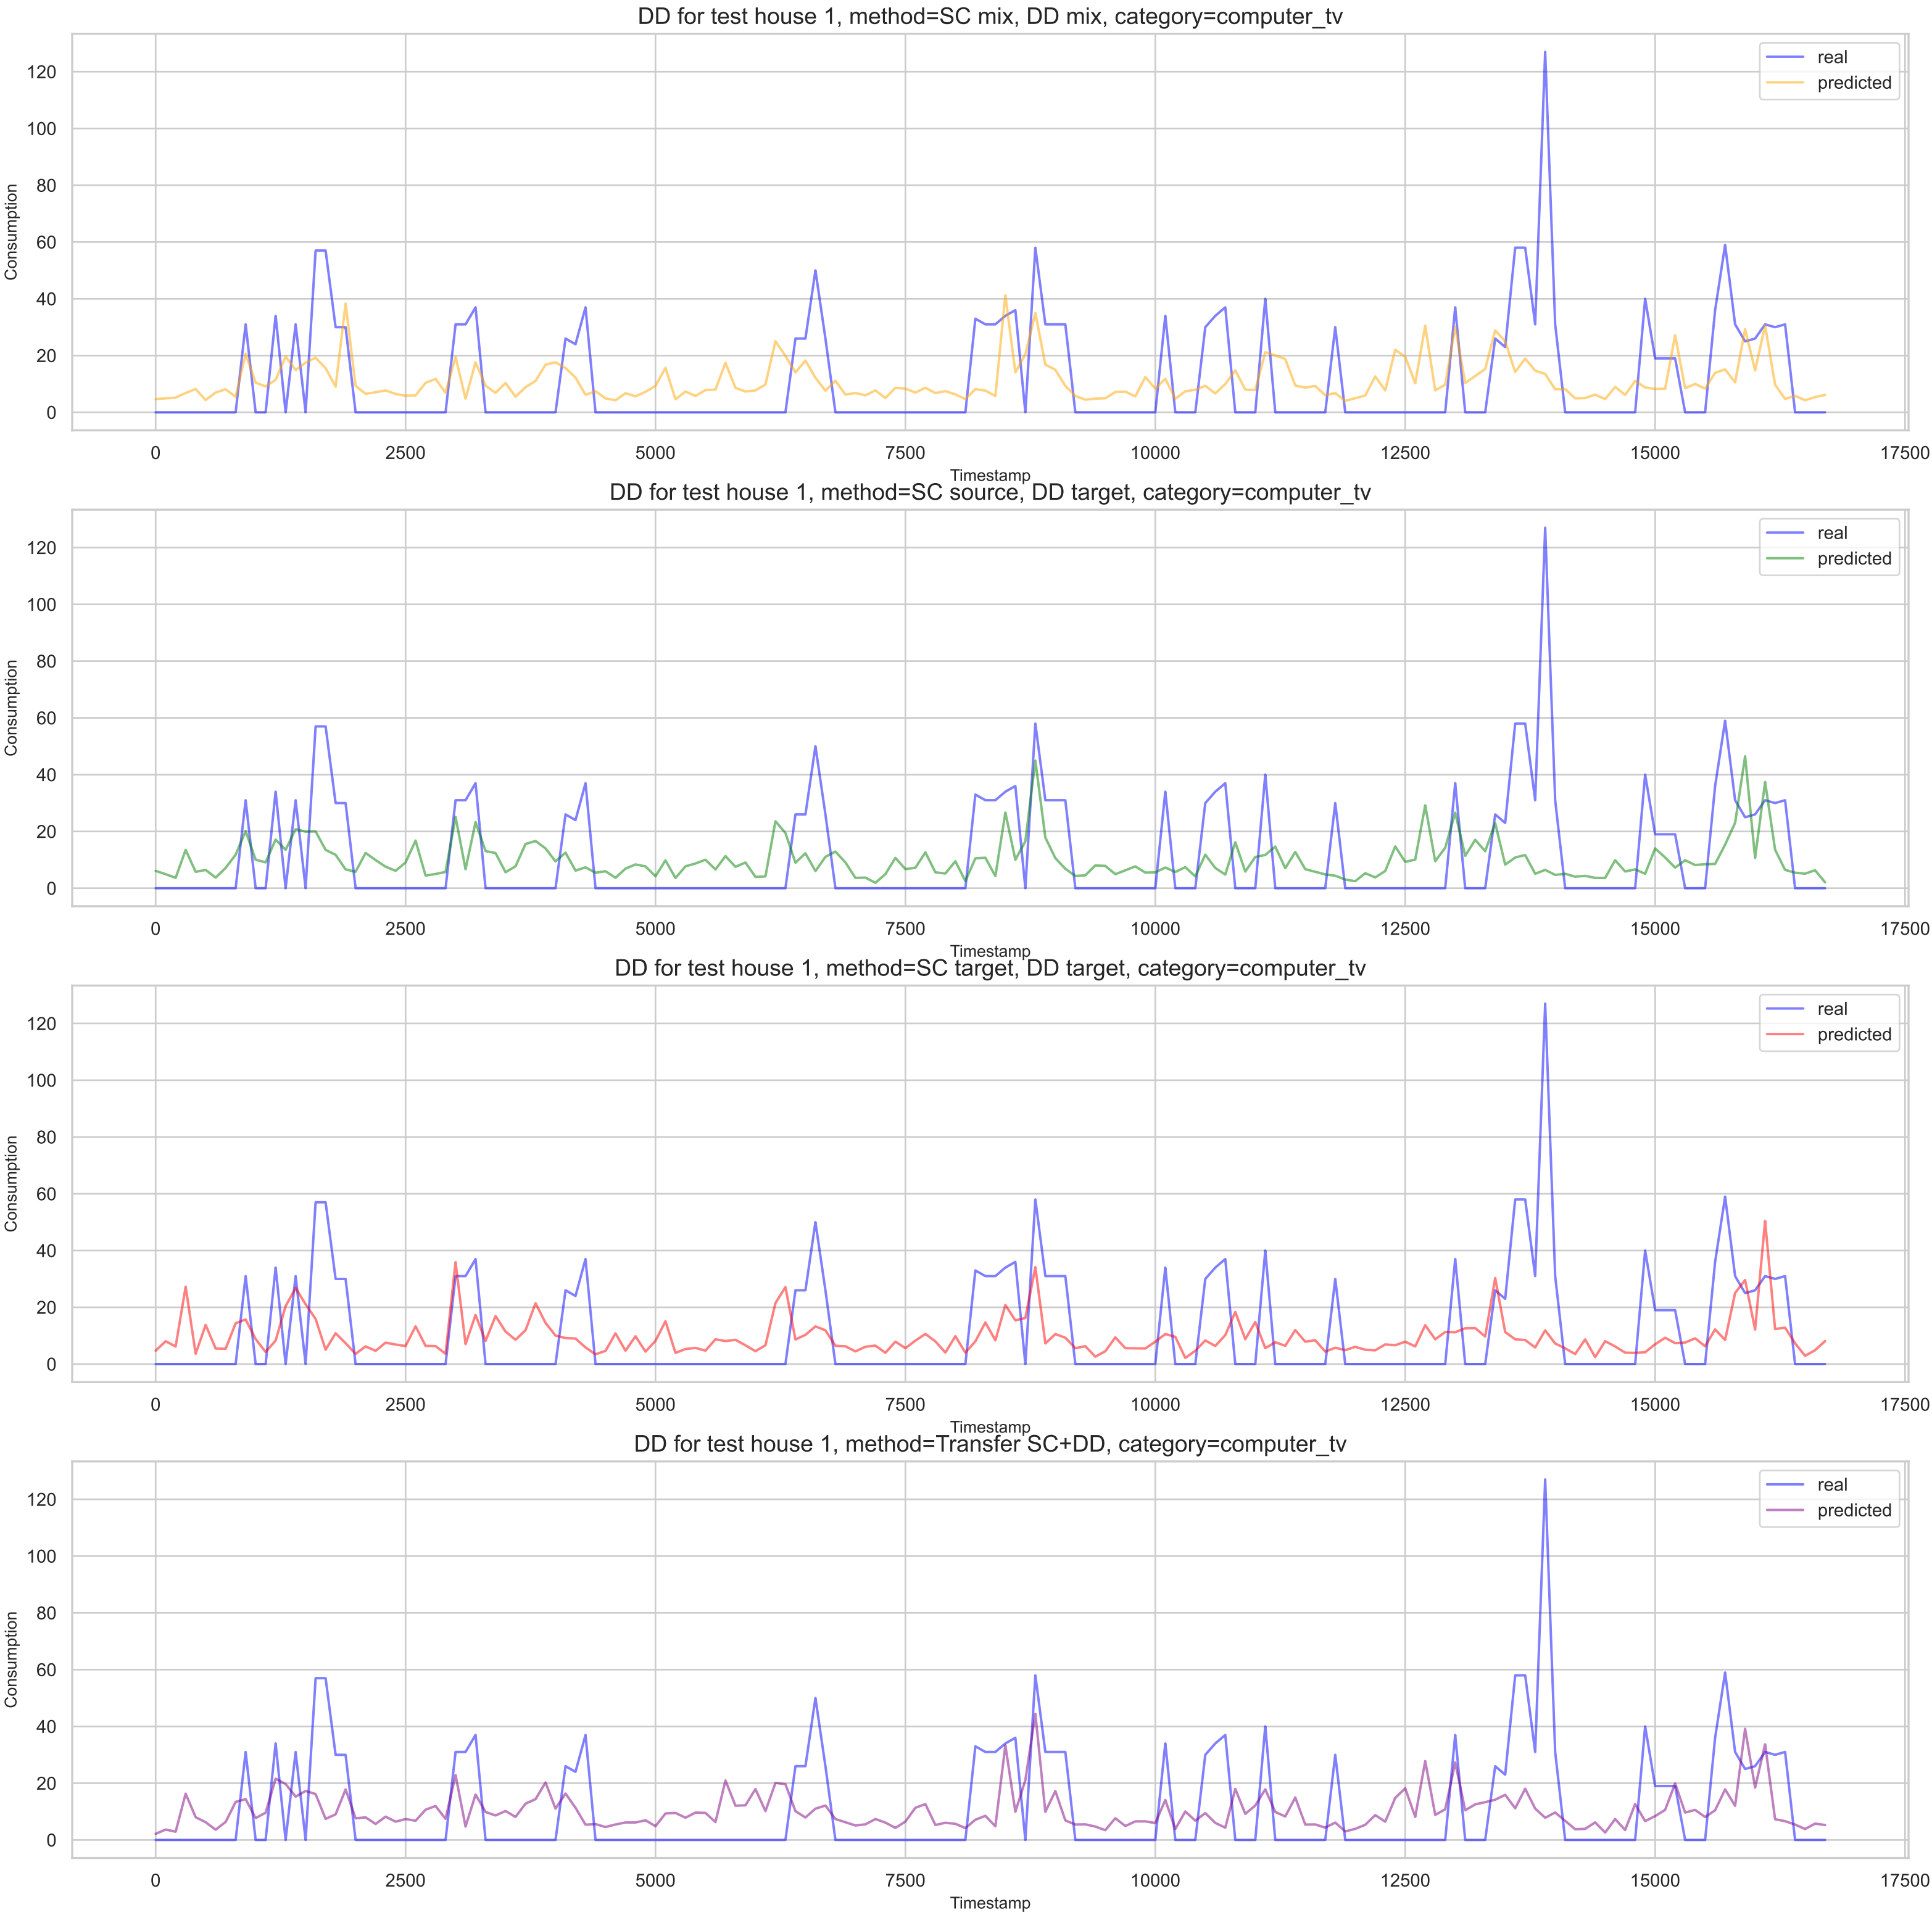 DD for test house 1, method=SC mix, DD mix, category=computer_tv
real
predicted
120
100
80
60
40
20
0
Consumption
0 2500 5000 7500 10000 12500 15000 17500
Timestamp
DD for test house 1, method=SC source, DD target, category=computer_tv
real
predicted
120
100
80
60
40
20
0
Consumption
0 2500 5000 7500 10000 12500 15000 17500
Timestamp
DD for test house 1, method=SC target, DD target, category=computer_tv
real
predicted
120
100
80
60
40
20
0
Consumption
0 2500 5000 7500 10000 12500 15000 17500
Timestamp
DD for test house 1, method=Transfer SC+DD, category=computer_tv
real
predicted
120
100
80
60
40
20
0
Consumption
0 2500 5000 7500 10000 12500 15000 17500
Timestamp